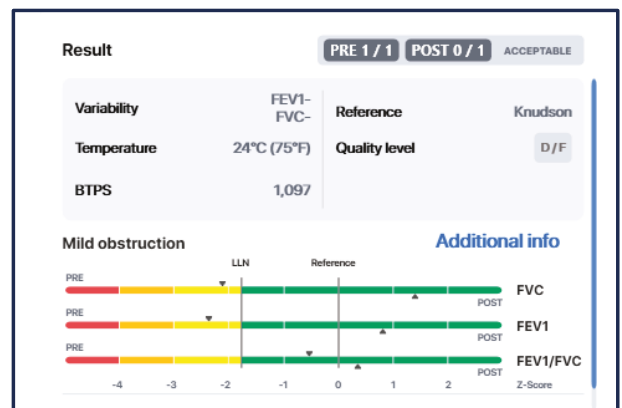 Result PRE 1 / 1 POST 0 / 1 ACCEPTABLE
Variability FEV1-
FVC-
Reference Knudson
Temperature 24°C (75°F) Quality level D/F
BTPS 1,097
Mild obstruction Additional info
LLN Reference
PRE
FVC
POST
PRE
FEV1
POST
PRE
FEV1/FVC
POST
-4 -3 -2 -1 0 1 2 Z-Score